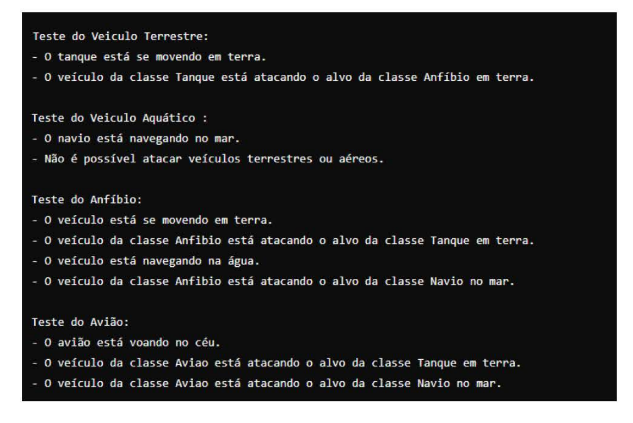 Teste do Veiculo Terrestre:
- O tanque está se movendo em terra.
- O veículo da classe Tanque está atacando o alvo da classe Anfíbio em terra.
Teste do Veiculo Aquático :
- O navio está navegando no mar.
- Não é possível atacar veículos terrestres ou aéreos.
Teste do Anfíbio:
- O veículo está se movendo em terra.
- O veículo da classe Anfibio está atacando o alvo da classe Tanque em terra.
- O veículo está navegando na água.
- O veículo da classe Anfibio está atacando o alvo da classe Navio no mar.
Teste do Avião:
- O avião está voando no céu.
- O veículo da classe Aviao está atacando o alvo da classe Tanque em terra.
- O veículo da classe Aviao está atacando o alvo da classe Navio no mar.